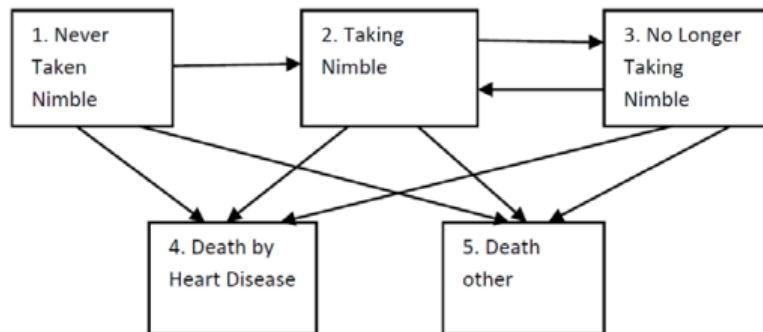 1. Never
Taken
Nimble
2. Taking
Nimble
3. No Longer
Taking
Nimble
4. Death by
Heart Disease
5. Death
other